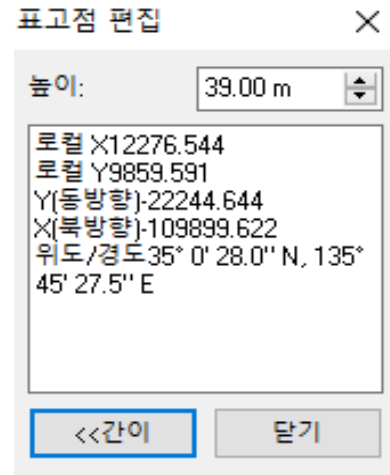 표고점 편집
높이: 39.00 m
로컬 X12276.544
로컬 Y9859.591
Y(동방향)-22244.644
X(북방향)-109899.622
위도/경도35° 0' 28.0" N, 135°
45' 27.5" E
<<간이 닫기